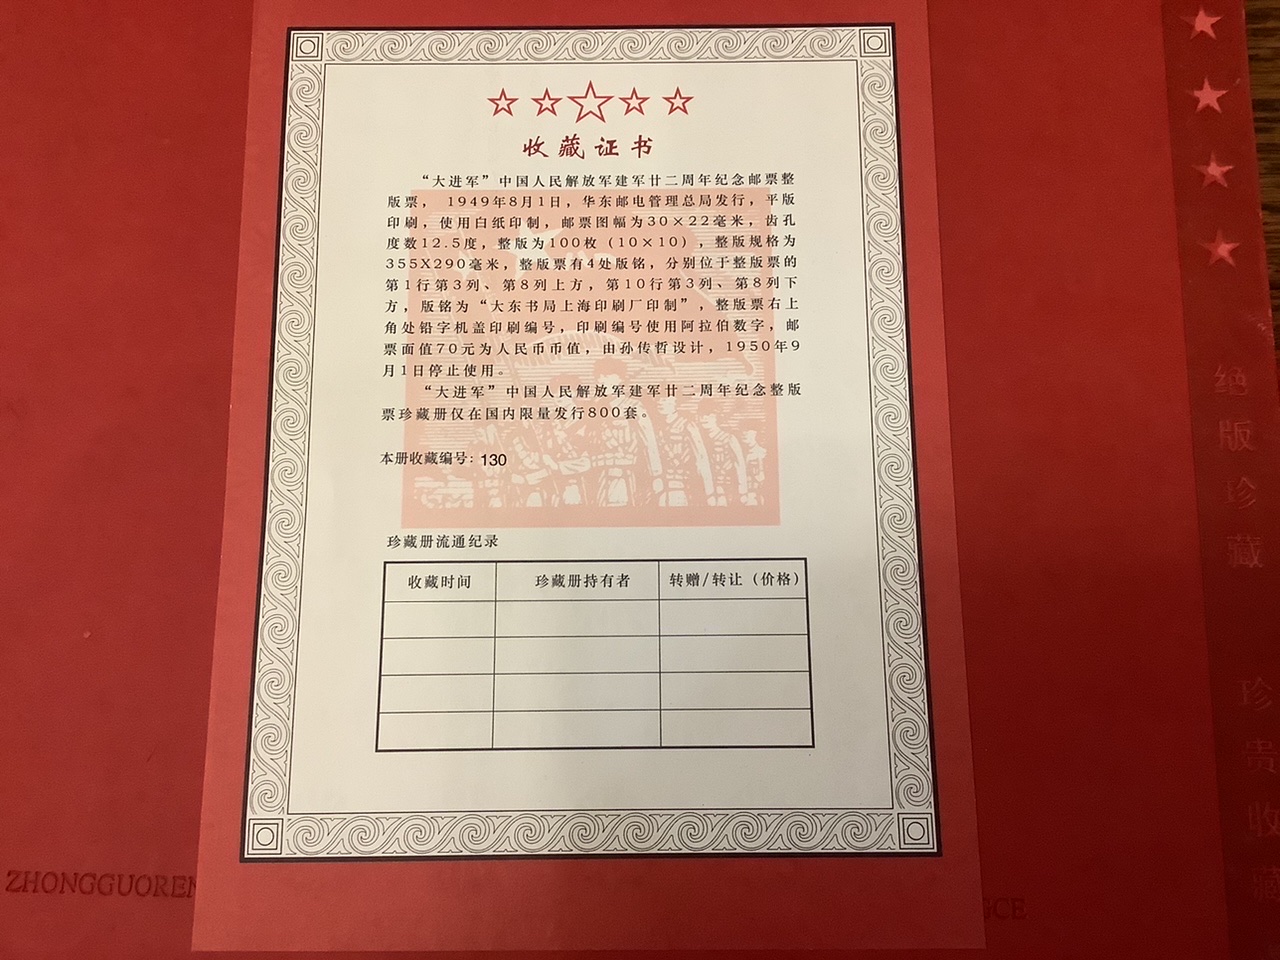 收藏证书
“大进军”中国人民解放军建军廿二周年纪念邮票整
版票， 1949年8月1日，华东邮电管理总局发行，平版
印刷，使用白纸印制，邮票图幅为30×22毫米，齿孔
度数12.5度，整版为100枚（10×10），整版规格为
355X290毫米，整版票有4处版铭，分别位于整版票的
第1行第3列、第8列上方，第10行第3列、第8列下
方，版铭为“大东书局上海印刷厂印制”，整版票右上
角处铅字机盖印刷编号，印刷编号使用阿拉伯数字，邮
票面值70元为人民币币值，由孙传哲设计，1950年9
月1日停止使用。
“大进军”中国人民解放军建军廿二周年纪念整版
票珍藏册仅在国内限量发行800套。
本册收藏编号：130
珍藏册流通纪录
收藏时间 珍藏册持有者 转赠/转让（价格）
ZHONGGUOREN
GCE
绝版珍藏
珍贵收藏